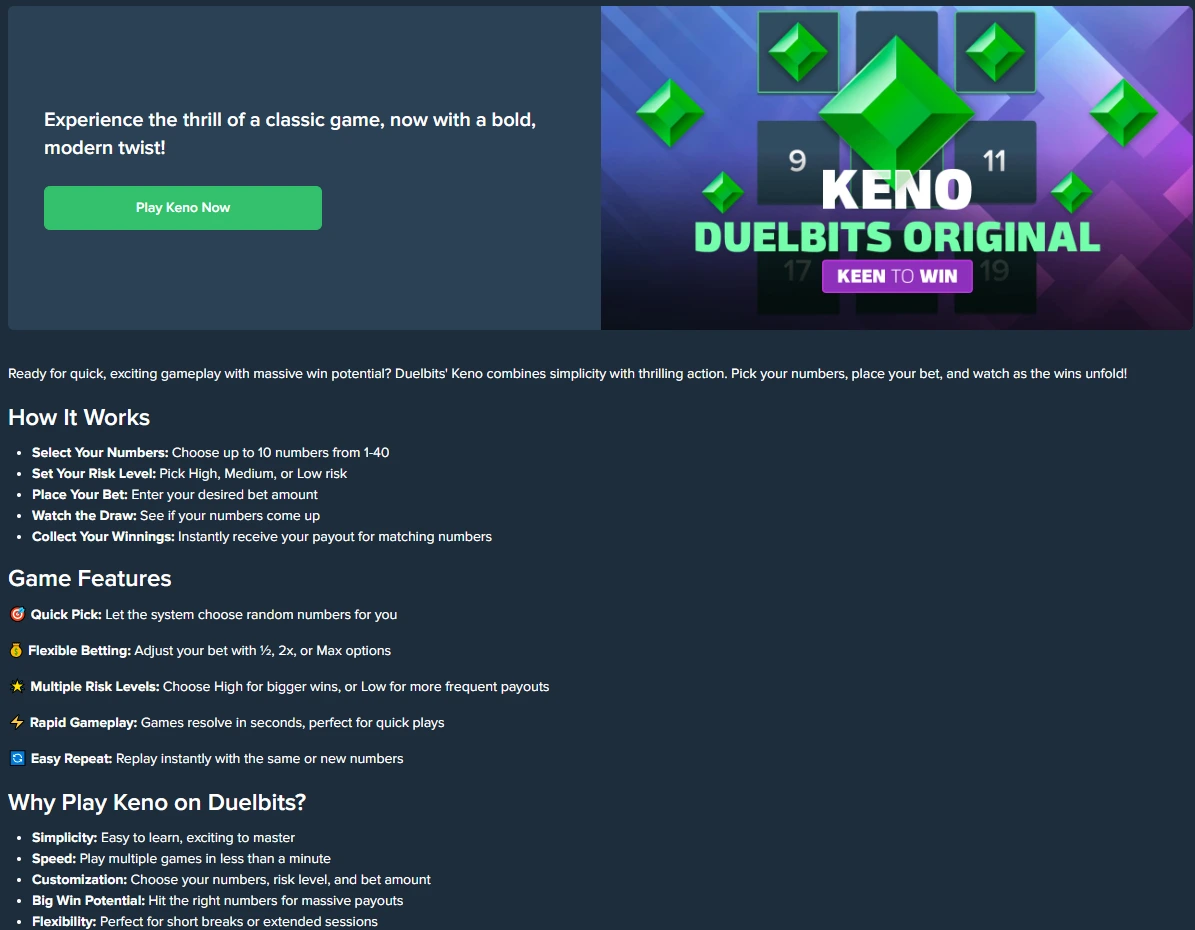 Experience the thrill of a classic game, now with a bold,
modern twist!
Play Keno Now
9
11
KENO
DUELBITS ORIGINAL
17
19
KEEN TO WIN
Ready for quick, exciting gameplay with massive win potential? Duelbits' Keno combines simplicity with thrilling action. Pick your numbers, place your bet, and watch as the wins unfold!
How It Works
• Select Your Numbers: Choose up to 10 numbers from 1-40
• Set Your Risk Level: Pick High, Medium, or Low risk
• Place Your Bet: Enter your desired bet amount
• Watch the Draw: See if your numbers come up
• Collect Your Winnings: Instantly receive your payout for matching numbers
Game Features
🎯 Quick Pick: Let the system choose random numbers for you
💰 Flexible Betting: Adjust your bet with ½, 2x, or Max options
⭐ Multiple Risk Levels: Choose High for bigger wins, or Low for more frequent payouts
⚡ Rapid Gameplay: Games resolve in seconds, perfect for quick plays
🔄 Easy Repeat: Replay instantly with the same or new numbers
Why Play Keno on Duelbits?
• Simplicity: Easy to learn, exciting to master
• Speed: Play multiple games in less than a minute
• Customization: Choose your numbers, risk level, and bet amount
• Big Win Potential: Hit the right numbers for massive payouts
• Flexibility: Perfect for short breaks or extended sessions